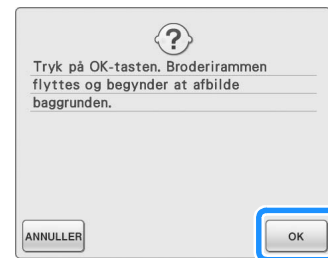 ?
Tryk på OK-tasten. Broderirammen
flyttes og begynder at afbilde
baggrunden.
ANNULLER
OK